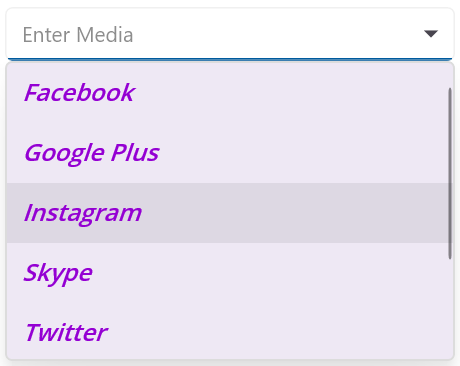 Enter Media
Facebook
Google Plus
Instagram
Skype
Twitter